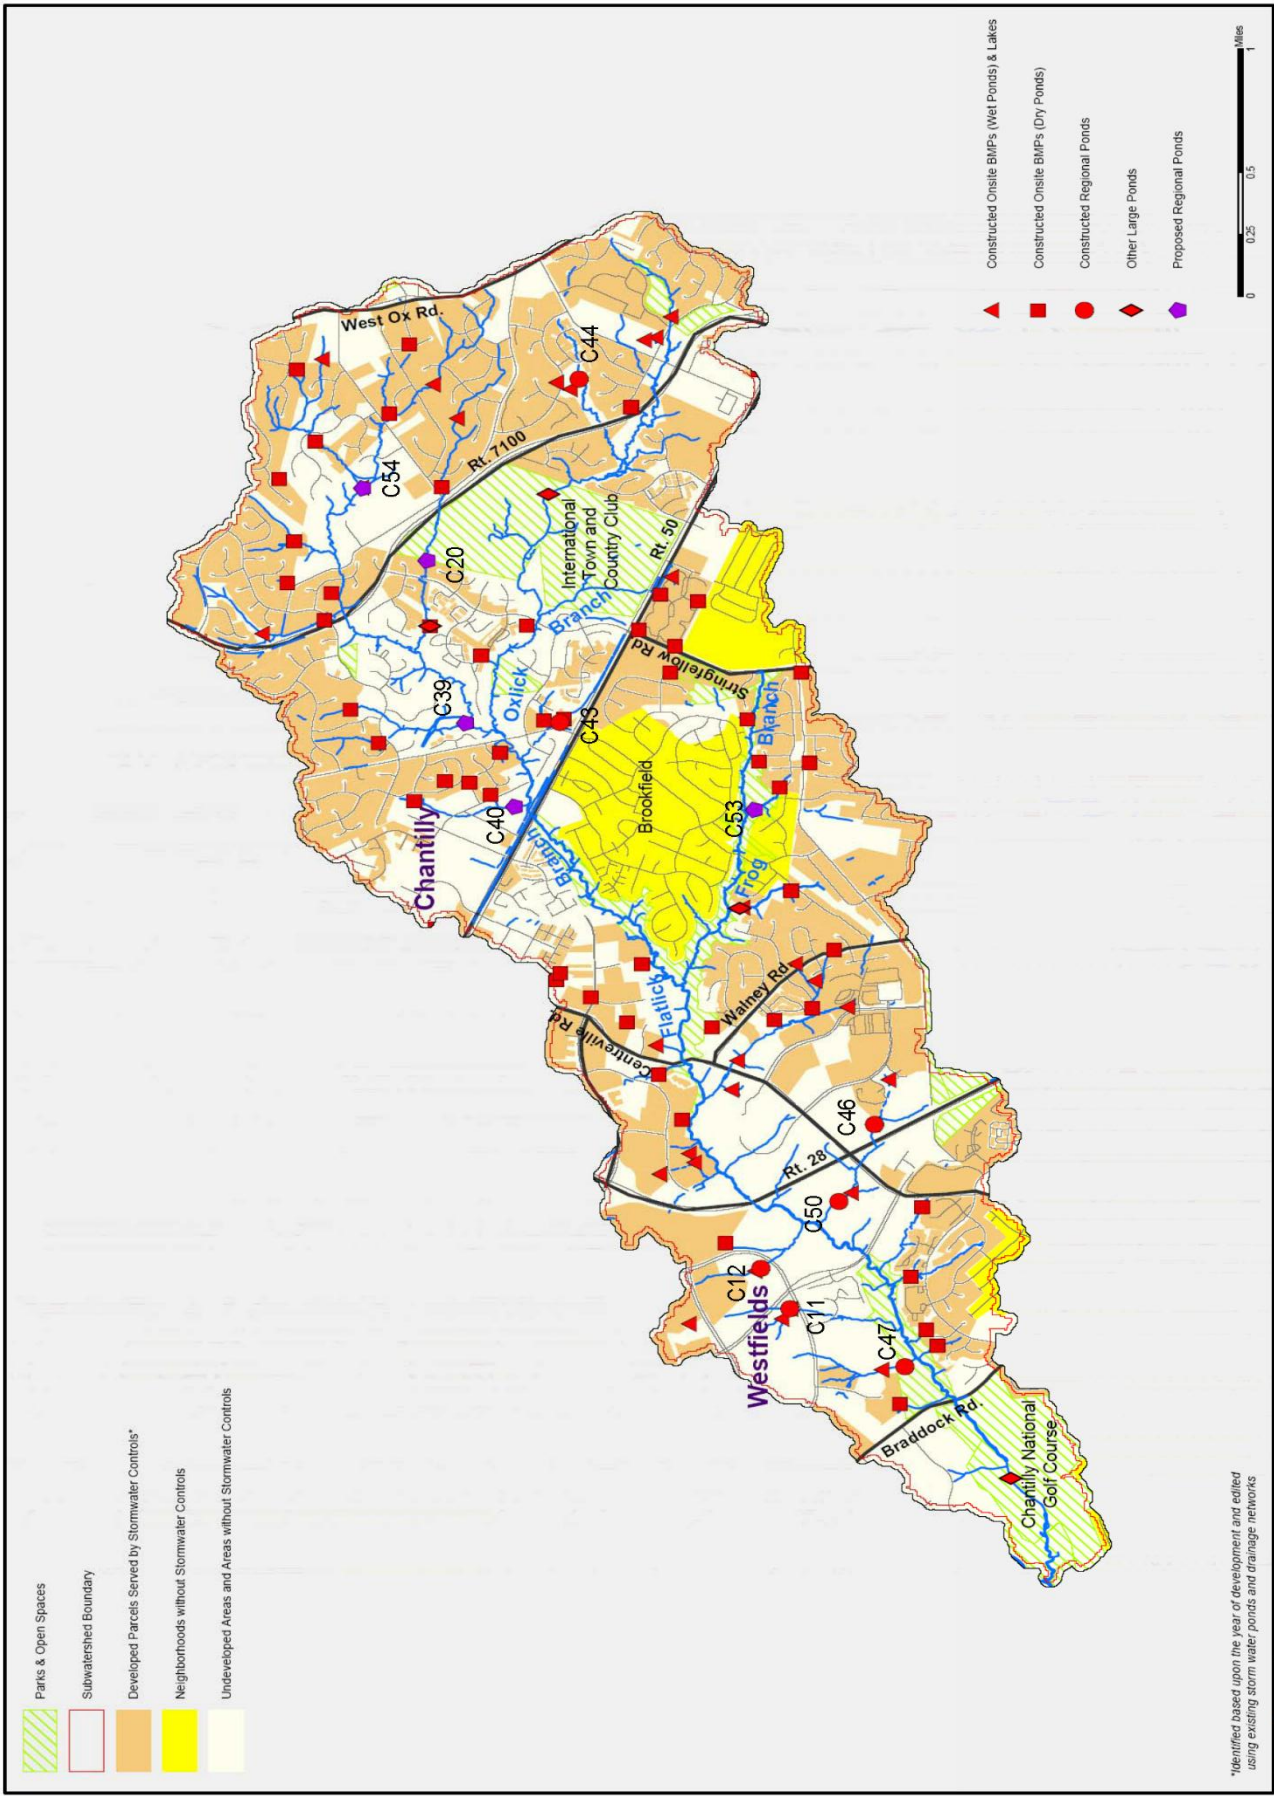 Parks & Open Spaces
Subwatershed Boundary
Developed Parcels Served by Stormwater Controls*
Neighborhoods without Stormwater Controls
Undeveloped Areas and Areas without Stormwater Controls
Constructed Onsite BMPs (Wet Ponds) & Lakes
Constructed Onsite BMPs (Dry Ponds)
Constructed Regional Ponds
Other Large Ponds
Proposed Regional Ponds
0
0.25
0.5
1
Miles
West Ox Rd.
C44
C54
Rt. 7100
C20
International
Town and
Country Club
Rt. 50
Branch
Oxlick
Stringfellow Rd
C39
C43
Branch
Brookfield
C40
C53
Chantilly
Branch
Frog
Flatlick
Walney Rd
Centreville Rd.
C46
Rt. 28
C50
C12
Westfields
C11
C47
Braddock Rd.
Chantilly National
Golf Course
*Identified based upon the year of development and edited
using existing storm water ponds and drainage networks